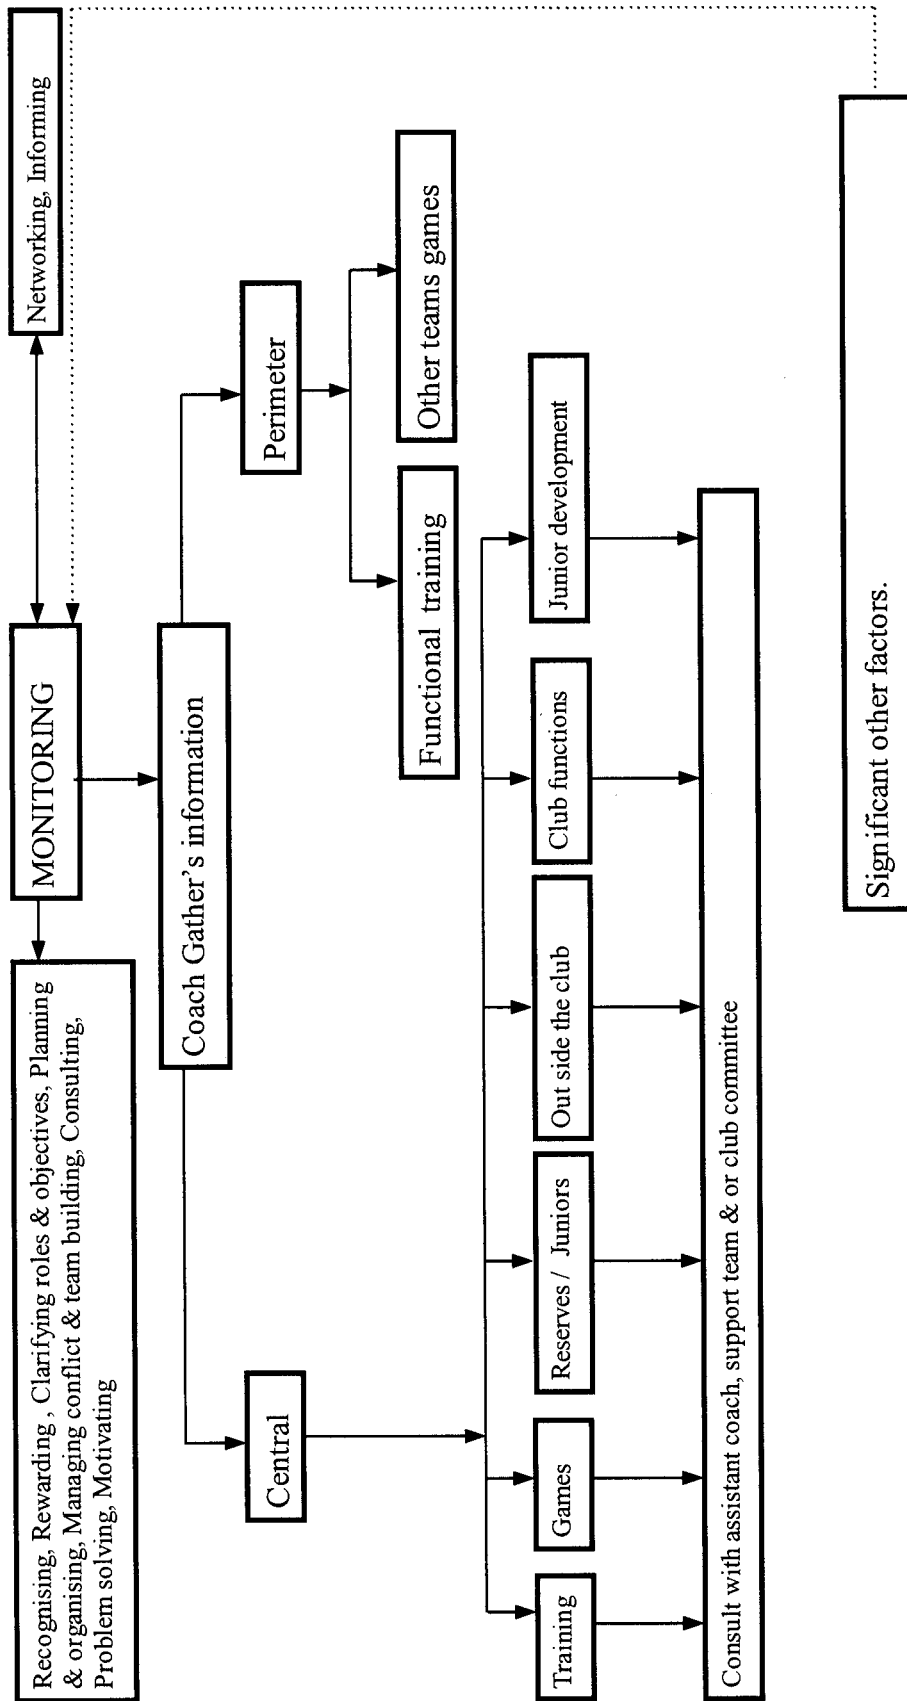 Recognising, Rewarding , Clarifying roles & objectives, Planning
& organising, Managing conflict & team building, Consulting,
Problem solving, Motivating
MONITORING
Networking, Informing
Coach Gather's information
Central
Perimeter
Functional training
Other teams games
Training
Games
Reserves / Juniors
Out side the club
Club functions
Junior development
Consult with assistant coach, support team & or club committee
Significant other factors.